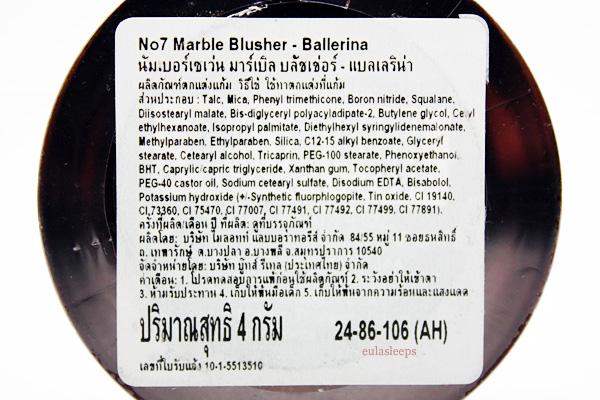 No7 Marble Blusher - Ballerina
นัมเบอร์เซเว่น มาร์เบิล บลัชเช่อร์ - แบลเลริน่า
ผลิตภัณฑ์ตกแต่งแก้ม วิธีใช้ ใช้ทาตกแต่งที่แก้ม
ส่วนประกอบ : Talc, Mica, Phenyl trimethicone, Boron nitride, Squalane,
Diisostearyl malate, Bis-diglyceryl polyacyladipate-2, Butylene glycol, Cetyl
ethylhexanoate, Isopropyl palmitate, Diethylhexyl syringylidenemalonate,
Methylparaben, Ethylparaben, Silica, C12-15 alkyl benzoate, Glyceryl
stearate, Cetearyl alcohol, Tricaprin, PEG-100 stearate, Phenoxyethanol,
BHT, Caprylic/capric triglyceride, Xanthan gum, Tocopheryl acetate,
PEG-40 castor oil, Sodium cetearyl sulfate, Disodium EDTA, Bisabolol,
Potassium hydroxide (+/-Synthetic fluorphlogopite, Tin oxide, CI 19140,
CI 73360, CI 75470, CI 77007, CI 77491, CI 77492, CI 77499, CI 77891).
ครั้งที่ผลิต/เดือน ปี ที่ผลิต: ดูที่บรรจุภัณฑ์
ผลิตโดย: บริษัท ไมลอทท์ แลบบอราทอรีส์ จำกัด 84/55 หมู่ 11 ซอยธนสิทธิ์
ถ. เทพารักษ์ ต.บางปลา อ.บางพลี จ.สมุทรปราการ 10540
จัดจำหน่ายโดย: บริษัท บู๊ทส์ รีเทล (ประเทศไทย) จำกัด
คำเตือน: 1. โปรดทดสอบการแพ้ก่อนใช้ผลิตภัณฑ์ 2. ระวังอย่าให้เข้าตา
3. ห้ามรับประทาน 4. เก็บให้พ้นมือเด็ก 5. เก็บให้พ้นจากความร้อนและแสงแดด
ปริมาณสุทธิ 4 กรัม 24-86-106 (AH)
eulasleeps
เลขที่ใบรับแจ้ง 10-1-5513510